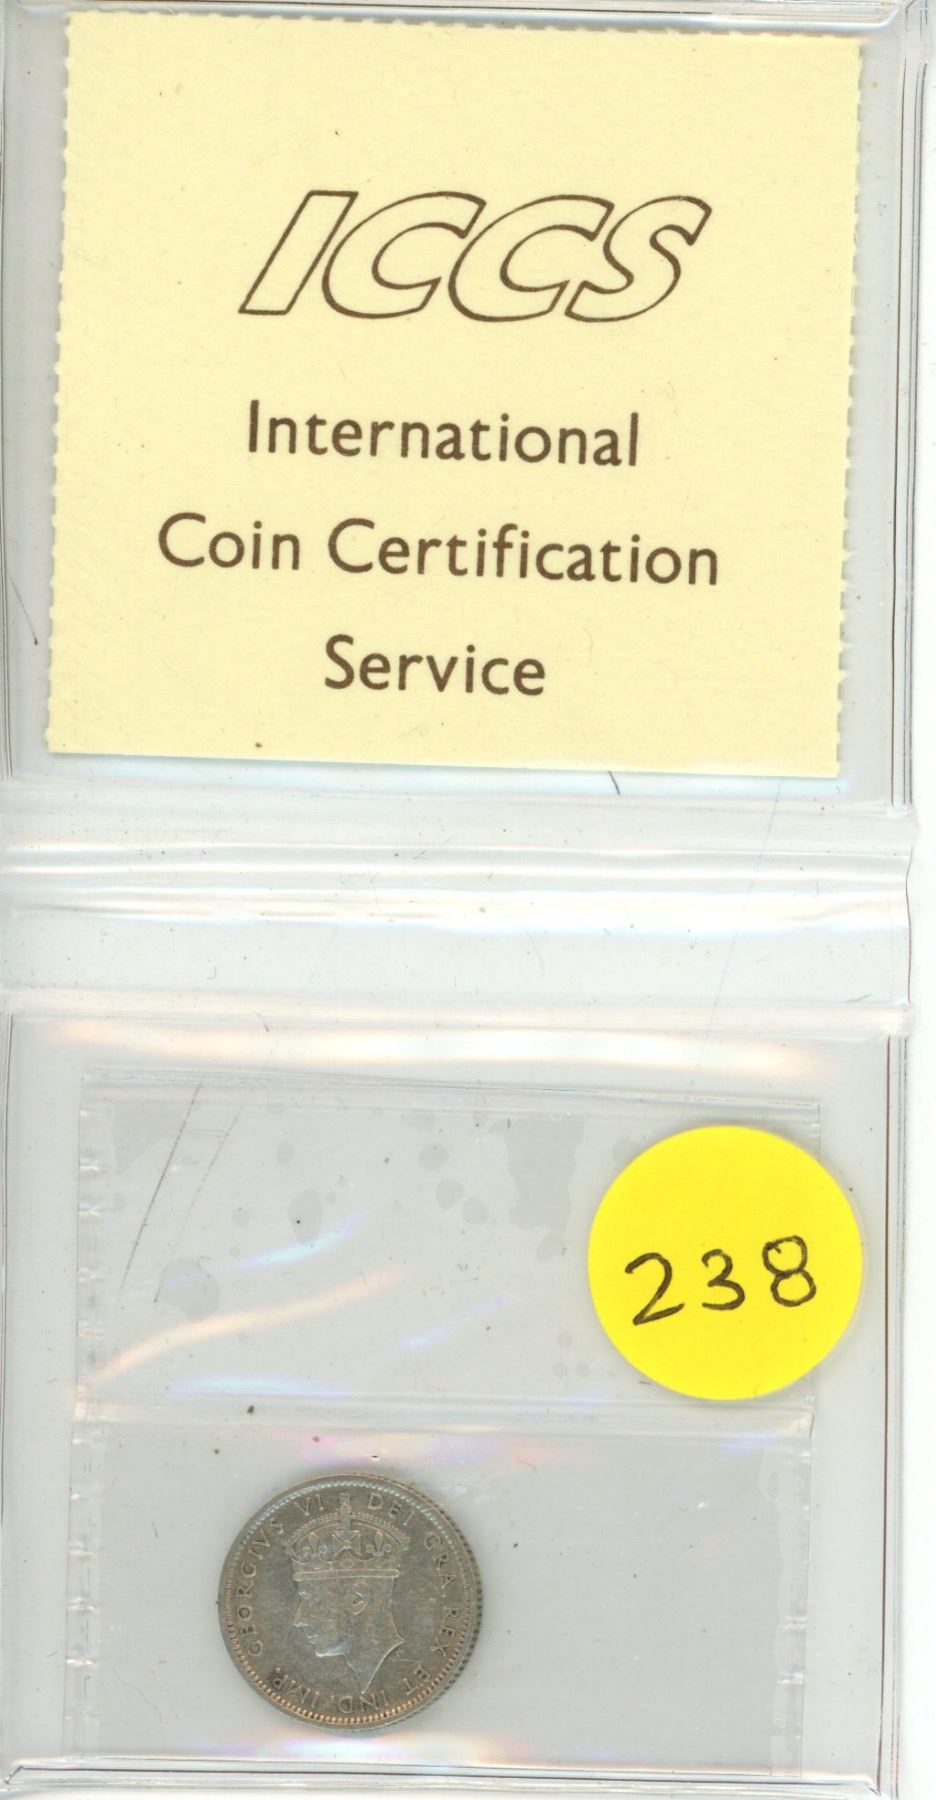 ICCS
International
Coin Certification
Service
238
GEORGIVS VI DEI GRA REX ET IND. IMP.